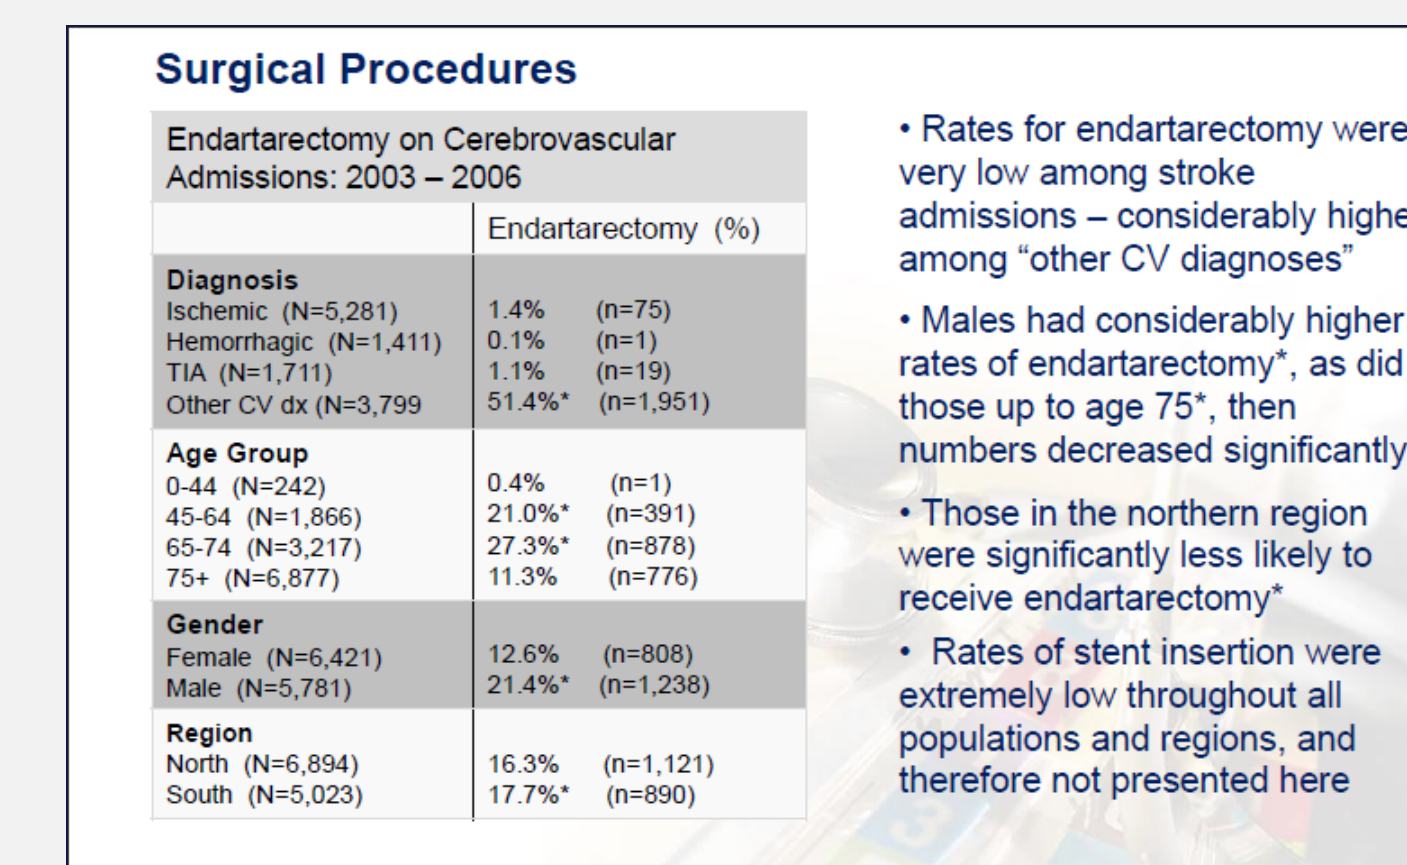 Surgical Procedures
Endartarectomy on Cerebrovascular
Admissions: 2003 – 2006
Endartarectomy (%)
Diagnosis
Ischemic (N=5,281) 1.4% (n=75)
Hemorrhagic (N=1,411) 0.1% (n=1)
TIA (N=1,711) 1.1% (n=19)
Other CV dx (N=3,799 51.4%* (n=1,951)
Age Group
0-44 (N=242) 0.4% (n=1)
45-64 (N=1,866) 21.0%* (n=391)
65-74 (N=3,217) 27.3%* (n=878)
75+ (N=6,877) 11.3% (n=776)
Gender
Female (N=6,421) 12.6% (n=808)
Male (N=5,781) 21.4%* (n=1,238)
Region
North (N=6,894) 16.3% (n=1,121)
South (N=5,023) 17.7%* (n=890)
• Rates for endartarectomy were
very low among stroke
admissions – considerably highe
among “other CV diagnoses”
• Males had considerably higher
rates of endartarectomy*, as did
those up to age 75*, then
numbers decreased significantly
• Those in the northern region
were significantly less likely to
receive endartarectomy*
• Rates of stent insertion were
extremely low throughout all
populations and regions, and
therefore not presented here